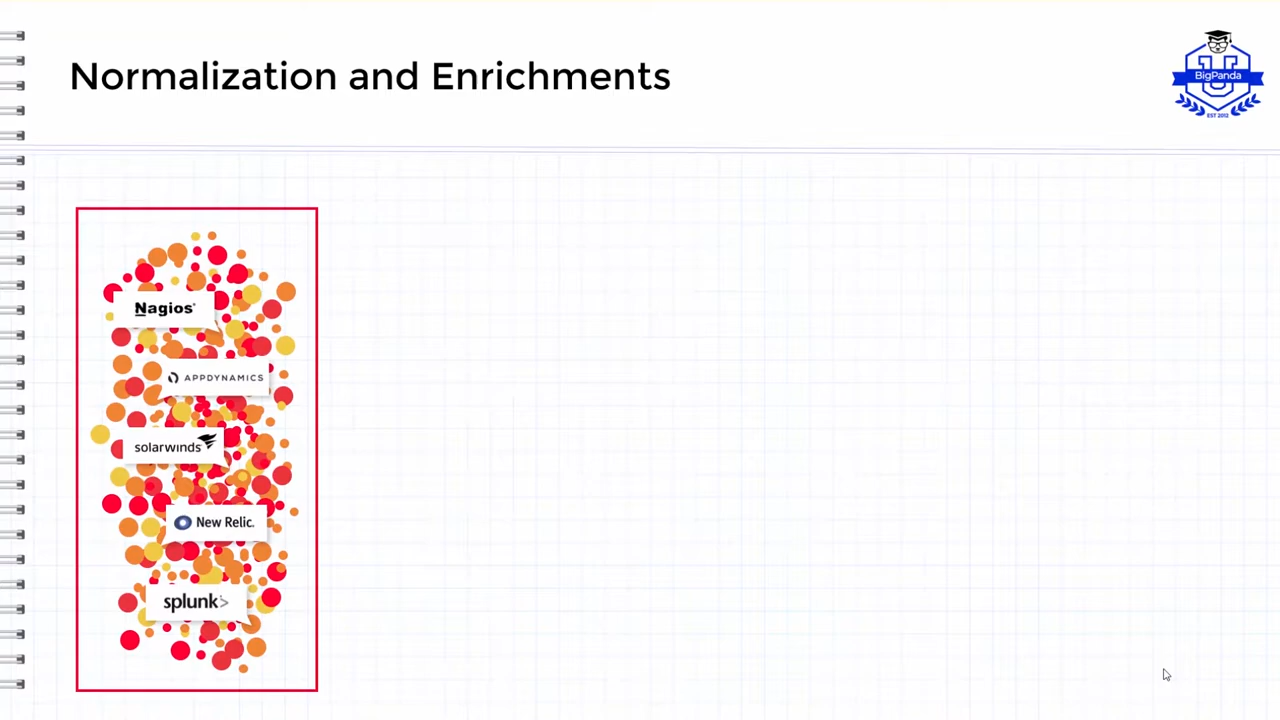 Normalization and Enrichments
U
BigPanda
EST 2012
Nagios®
APPDYNAMICS
solarwinds
New Relic.
splunk>